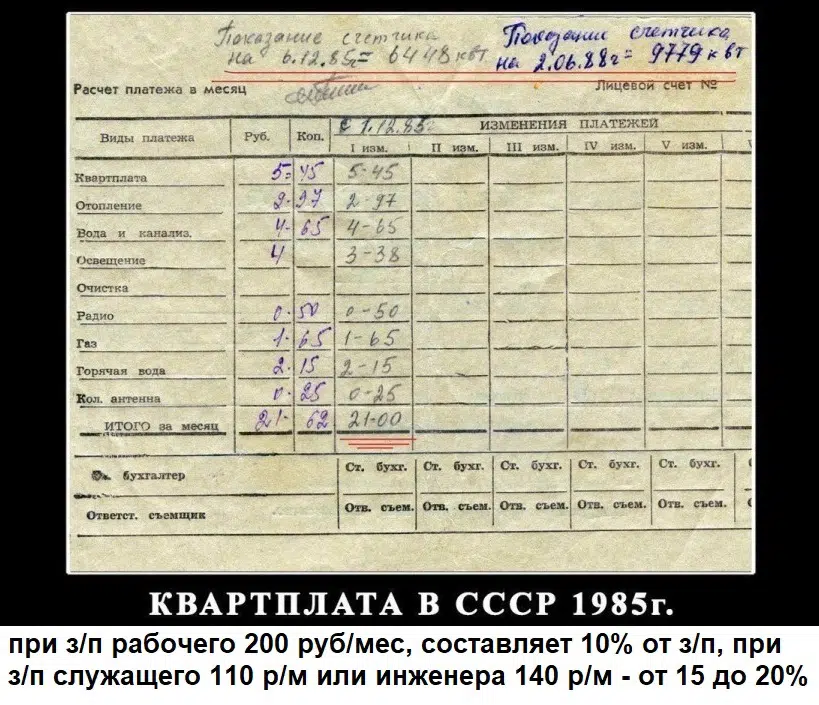 Показание счетчика
на 6.12.85г= 6448 квт
Показание счетчика
на 2.06.88г= 9779 квт
Расчет платежа в месяц
Лицевой счет №
Виды платежа Руб. Коп. с 1.12.85г. ИЗМЕНЕНИЯ ПЛАТЕЖЕЙ
I изм. II изм. III изм. IV изм. V изм.
Квартплата 5=45 5-45
Отопление 2-97 2-97
Вода и канализ. 4-65 4-65
Освещение 4 3-38
Очистка
Радио 0-50 0-50
Газ 1-65 1-65
Горячая вода 2-15 2-15
Кол. антенна 0-25 0-25
ИТОГО за месяц 21-62 21-00
бухгалтер Ст. бухг. Ст. бухг. Ст. бухг. Ст. бухг. Ст. бухг.
Ответст. съемщик Отв. съем. Отв. съем. Отв. съем. Отв. съем. Отв. съем.
КВАРТПЛАТА В СССР 1985г.
при з/п рабочего 200 руб/мес, составляет 10% от з/п, при
з/п служащего 110 р/м или инженера 140 р/м - от 15 до 20%